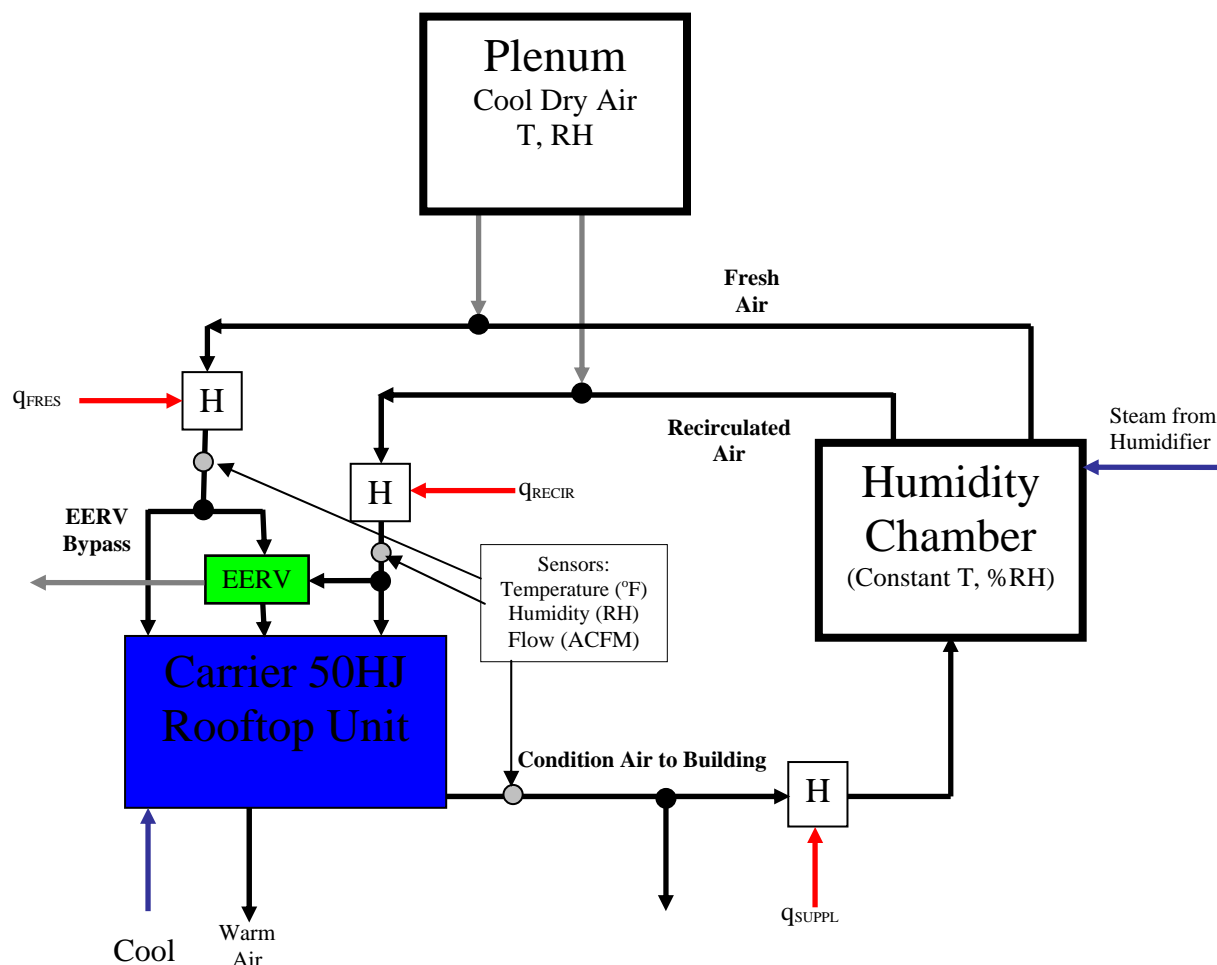 Plenum
Cool Dry Air
T, RH
Fresh
Air
qFRES
H
Recirculated
Air
Steam from
Humidifier
H
qRECIR
Humidity
Chamber
(Constant T, %RH)
EERV
Bypass
EERV
Sensors:
Temperature (°F)
Humidity (RH)
Flow (ACFM)
Carrier 50HJ
Rooftop Unit
Condition Air to Building
H
qSUPPL
Cool
Warm
Air